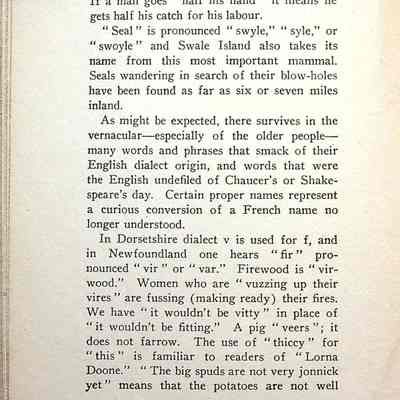 If a man goes "half his hand" it means he
gets half his catch for his labour.
"Seal" is pronounced "swyle," "syle," or
"swoyle" and Swale Island also takes its
name from this most important mammal.
Seals wandering in search of their blow-holes
have been found as far as six or seven miles
inland.
As might be expected, there survives in the
vernacular—especially of the older people—
many words and phrases that smack of their
English dialect origin, and words that were
the English undefiled of Chaucer's or Shake-
speare's day. Certain proper names represent
a curious conversion of a French name no
longer understood.
In Dorsetshire dialect v is used for f, and
in Newfoundland one hears "fir" pro-
nounced "vir" or "var." Firewood is "vir-
wood." Women who are "vuzzing up their
vires" are fussing (making ready) their fires.
We have "it wouldn't be vitty" in place of
"it wouldn't be fitting." A pig "veers"; it
does not farrow. The use of "thiccy" for
"this" is familiar to readers of "Lorna
Doone." "The big spuds are not very jonnick
yet" means that the potatoes are not well